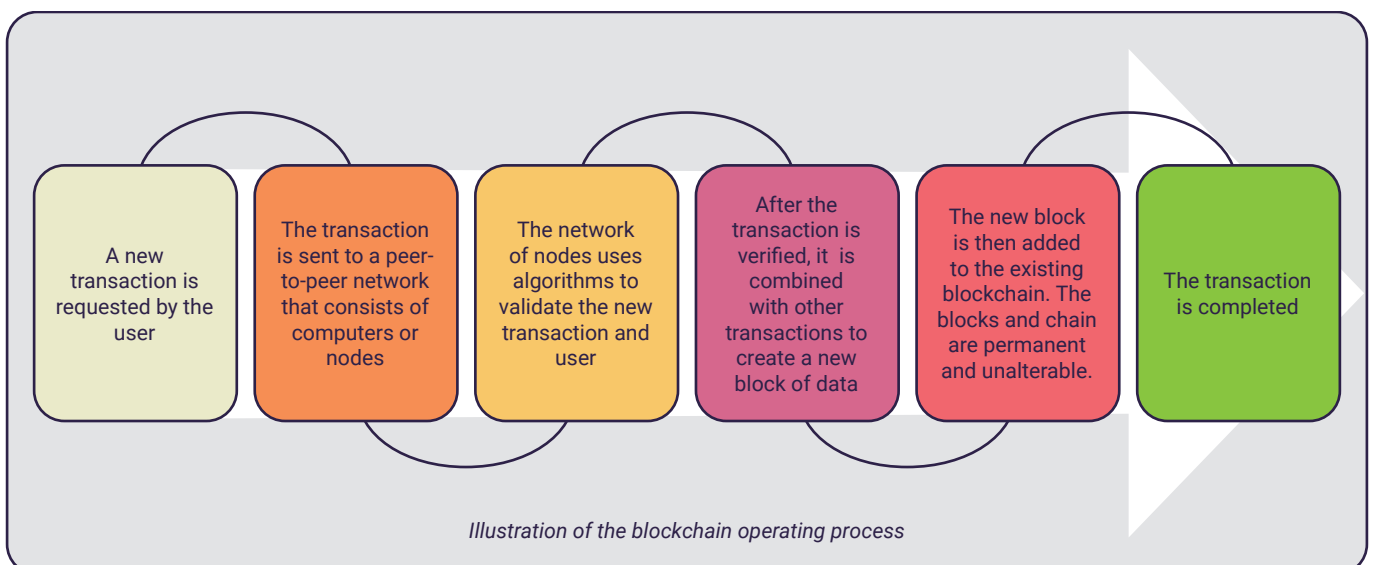 A new
transaction is
requested by the
user
The transaction
is sent to a peer-
to-peer network
that consists of
computers or
nodes
The network
of nodes uses
algorithms to
validate the new
transaction and
user
After the
transaction is
verified, it  is
combined
with other
transactions to
create a new
block of data
The new block
is then added
to the existing
blockchain. The
blocks and chain
are permanent
and unalterable.
The transaction
is completed
Illustration of the blockchain operating process